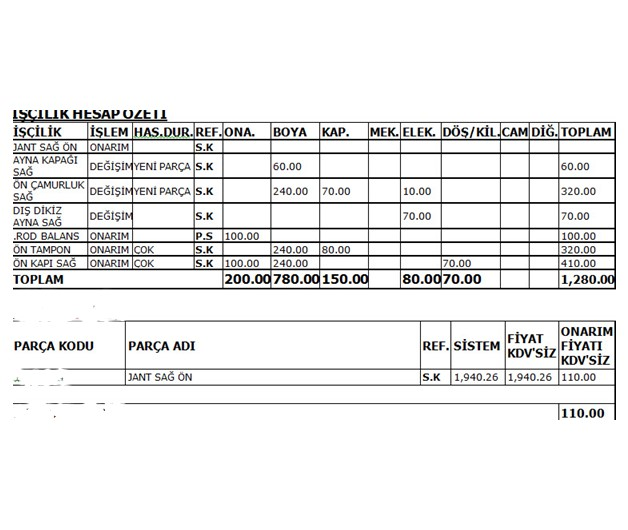 İŞÇİLİK HESAP ÖZETİ
İŞÇİLİK İŞLEM HAS.DUR. REF. ONA. BOYA KAP. MEK. ELEK. DÖŞ/KİL. CAM DİĞ. TOPLAM
JANT SAĞ ÖN ONARIM S.K
AYNA KAPAĞI SAĞ DEĞİŞİM YENİ PARÇA S.K 60.00 60.00
ÖN ÇAMURLUK SAĞ DEĞİŞİM YENİ PARÇA S.K 240.00 70.00 10.00 320.00
DIŞ DİKİZ AYNA SAĞ DEĞİŞİM S.K 70.00 70.00
.ROD BALANS ONARIM P.S 100.00 100.00
ÖN TAMPON ONARIM ÇOK S.K 240.00 80.00 320.00
ÖN KAPI SAĞ ONARIM ÇOK S.K 100.00 240.00 70.00 410.00
TOPLAM 200.00 780.00 150.00 80.00 70.00 1,280.00
PARÇA KODU PARÇA ADI REF. SİSTEM FİYAT KDV'SİZ ONARIM FİYATI KDV'SİZ
JANT SAĞ ÖN S.K 1,940.26 1,940.26 110.00
110.00